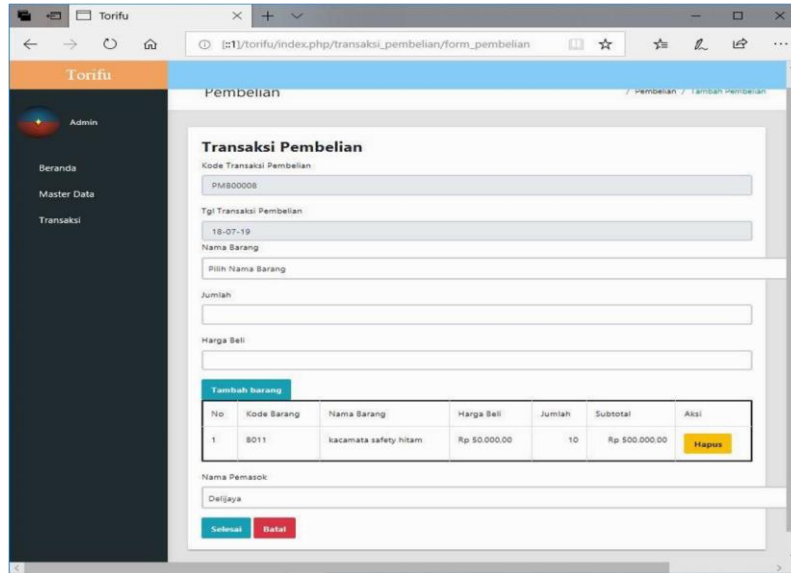 Torifu
[::1]/torifu/index.php/transaksi_pembelian/form_pembelian
Torifu
Admin
Beranda
Master Data
Transaksi
Pembelian
/ Pembelian / Tambah Pembelian
Transaksi Pembelian
Kode Transaksi Pembelian
PMB00008
Tgl Transaksi Pembelian
18-07-19
Nama Barang
Pilih Nama Barang
Jumlah
Harga Beli
Tambah barang
No Kode Barang Nama Barang Harga Beli Jumlah Subtotal Aksi
1 B011 kacamata safety hitam Rp 50.000,00 10 Rp 500.000,00 Hapus
Nama Pemasok
Delijaya
Selesai Batal